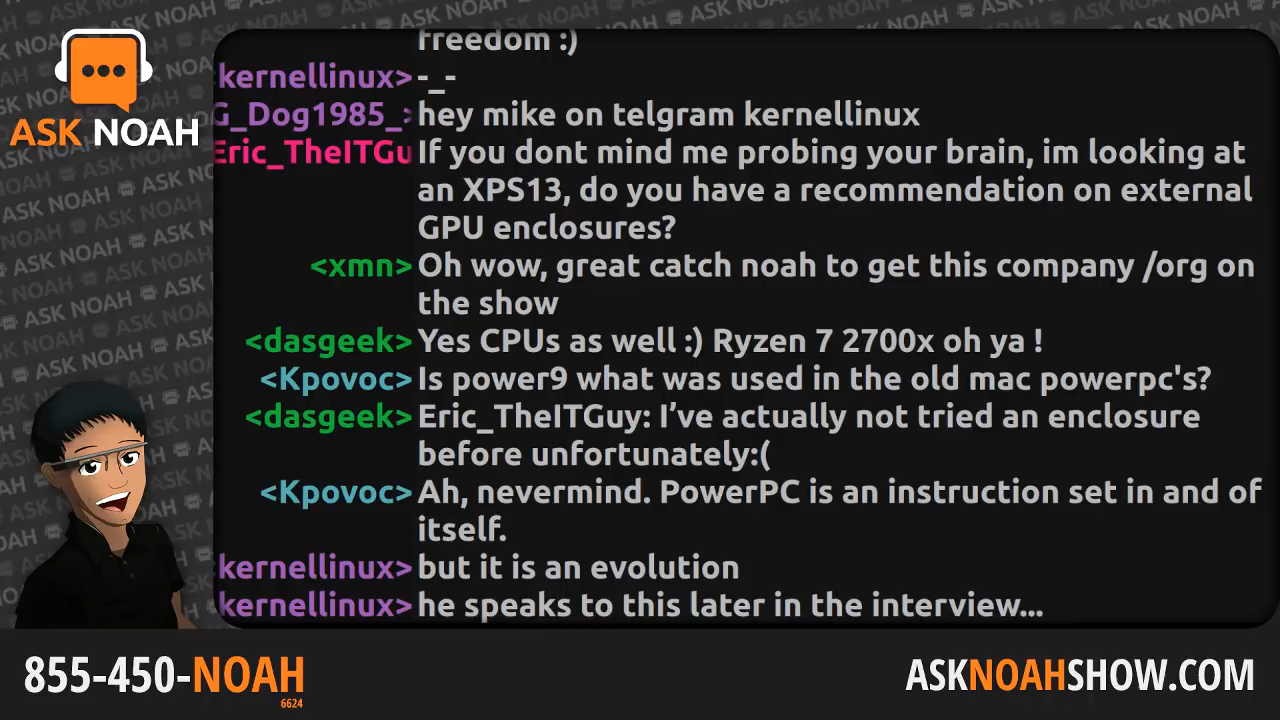 ASK NOAH
freedom :)
kernellinux> -_-
G_Dog1985_> hey mike on telgram kernellinux
Eric_TheITGu If you dont mind me probing your brain, im looking at
an XPS13, do you have a recommendation on external
GPU enclosures?
<xmn> Oh wow, great catch noah to get this company /org on
the show
<dasgeek> Yes CPUs as well :) Ryzen 7 2700x oh ya !
<Kpovoc> Is power9 what was used in the old mac powerpc's?
<dasgeek> Eric_TheITGuy: I’ve actually not tried an enclosure
before unfortunately:(
<Kpovoc> Ah, nevermind. PowerPC is an instruction set in and of
itself.
kernellinux> but it is an evolution
kernellinux> he speaks to this later in the interview...
855-450-NOAH
6624
ASKNOAHSHOW.COM